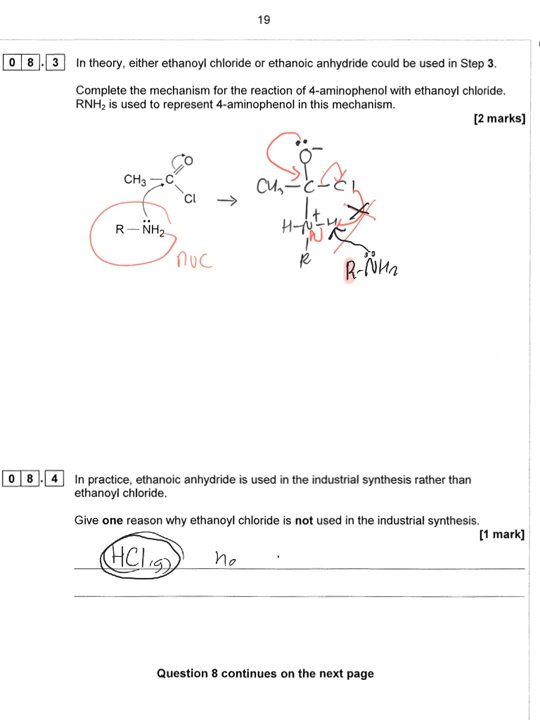 19
0 8 . 3 In theory, either ethanoyl chloride or ethanoic anhydride could be used in Step 3.
Complete the mechanism for the reaction of 4-aminophenol with ethanoyl chloride.
RNH₂ is used to represent 4-aminophenol in this mechanism.
[2 marks]
O
O −
CH₃ — C
CH₃ — C — Cl
Cl
→
+
R — N̈H₂
H — N — H
NUC
R
R-N̈H₂
0 8 . 4 In practice, ethanoic anhydride is used in the industrial synthesis rather than
ethanoyl chloride.
Give one reason why ethanoyl chloride is not used in the industrial synthesis.
[1 mark]
HCl(g) no
Question 8 continues on the next page